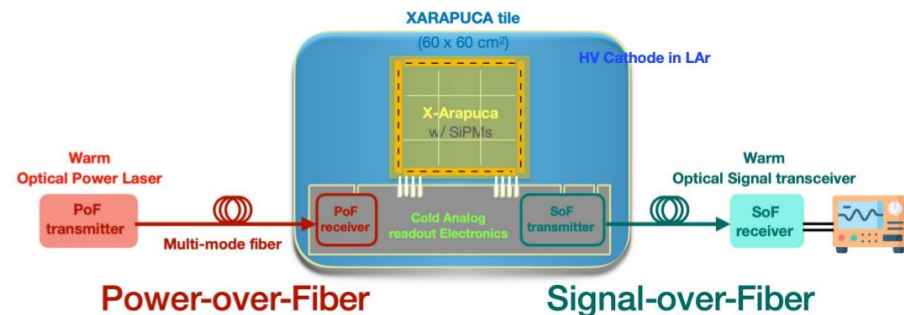 XARAPUCA tile
(60 x 60 cm²)
HV Cathode in LAr
X-Arapuca
w/ SiPMs
Warm
Optical Power Laser
PoF
transmitter
Multi-mode fiber
PoF
receiver
Cold Analog
readout Electronics
SoF
transmitter
Warm
Optical Signal transceiver
SoF
receiver
Power-over-Fiber
Signal-over-Fiber